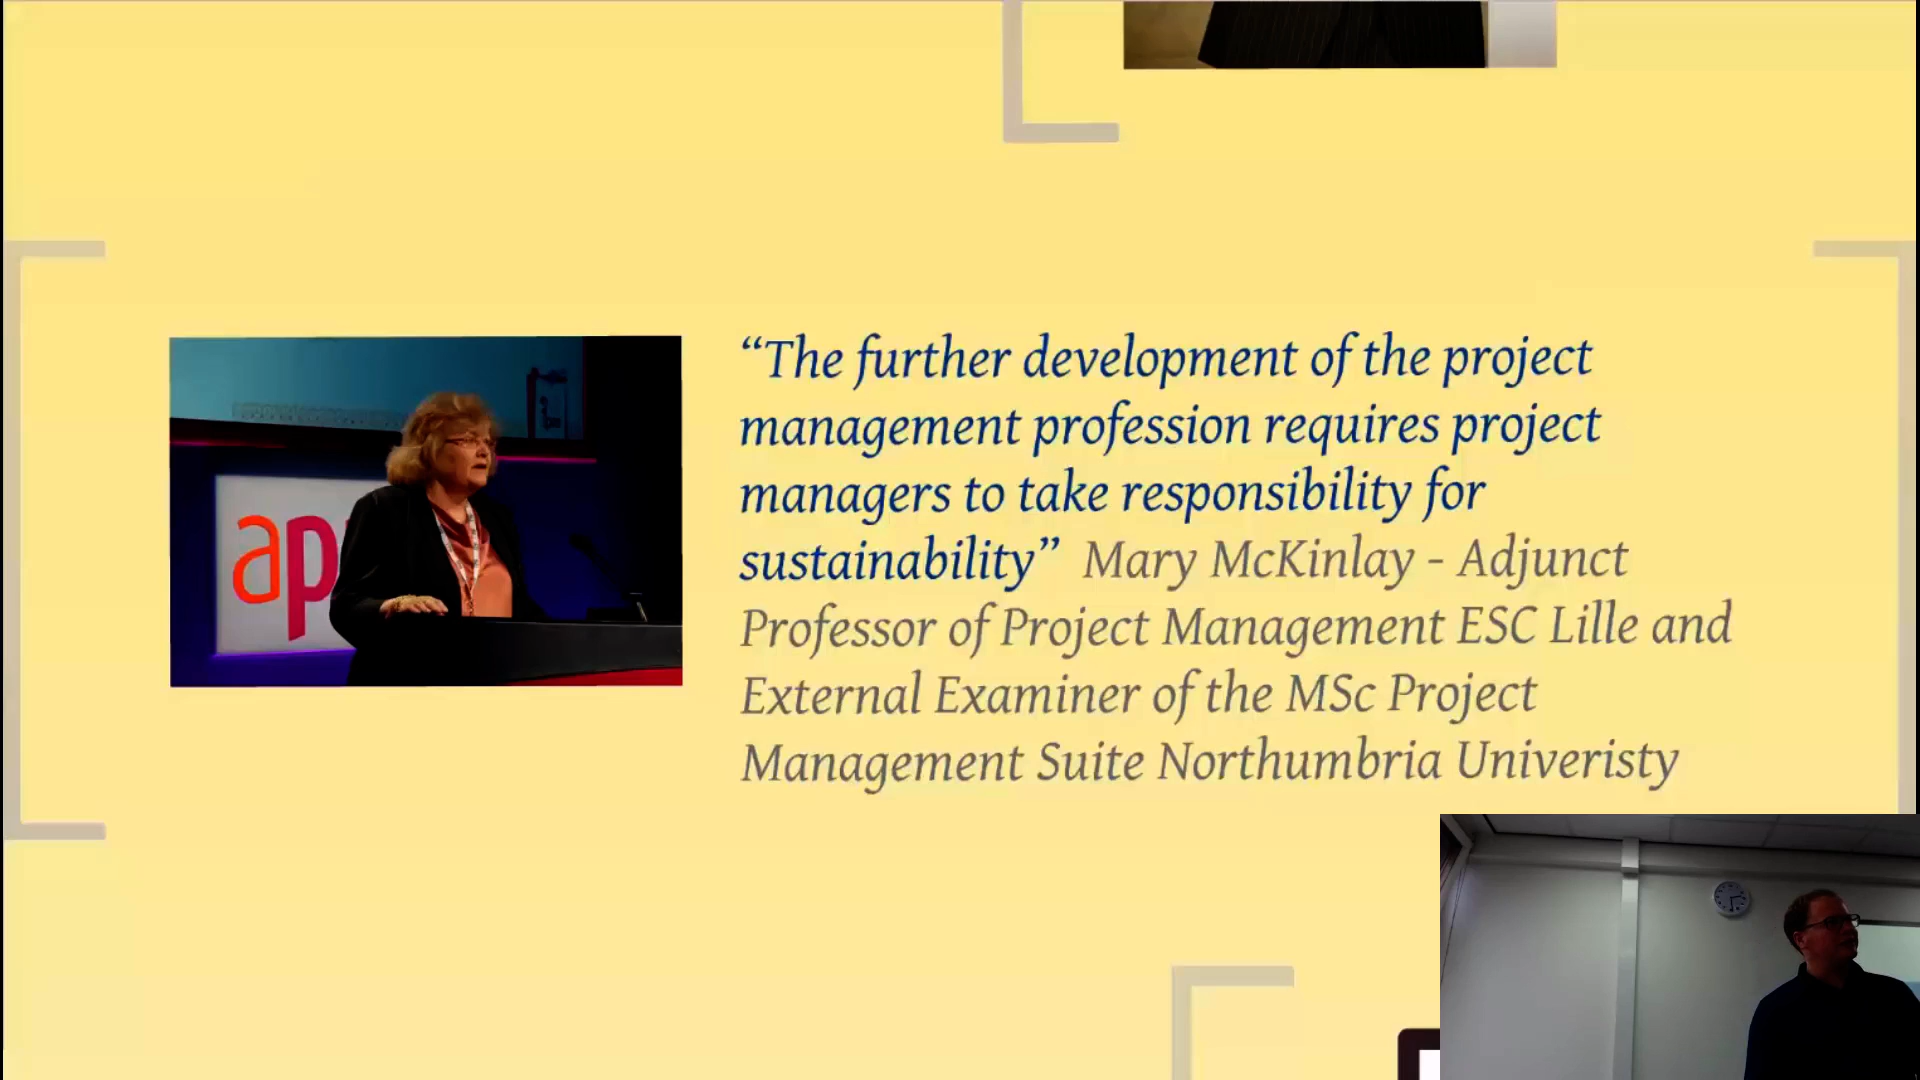 “The further development of the project
management profession requires project
managers to take responsibility for
sustainability” Mary McKinlay - Adjunct
Professor of Project Management ESC Lille and
External Examiner of the MSc Project
Management Suite Northumbria Univeristy
ap